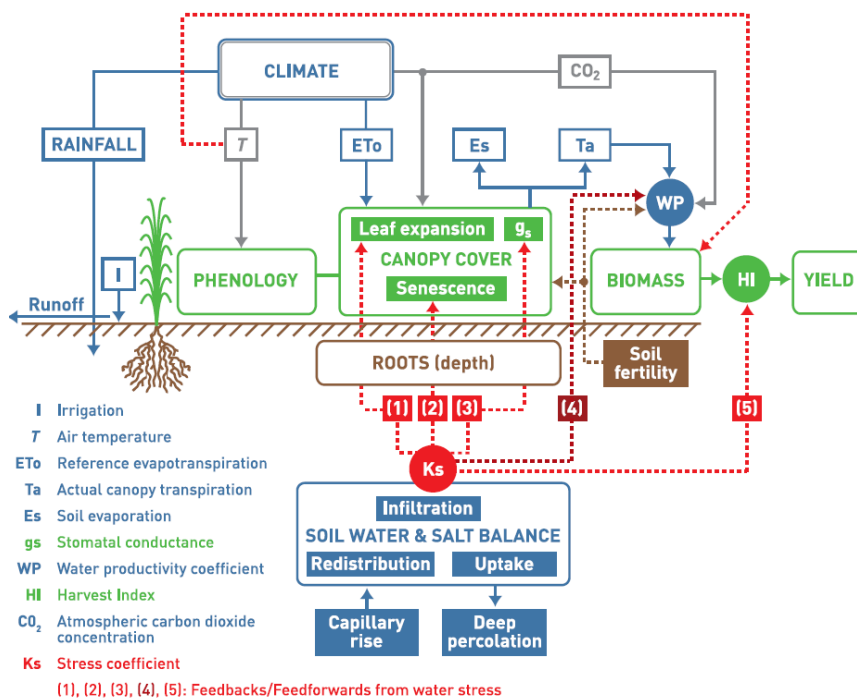 CLIMATE
CO₂
RAINFALL
T
ETo
Es
Ta
WP
Leaf expansion
gs
I
PHENOLOGY
CANOPY COVER
BIOMASS
HI
YIELD
Senescence
Runoff
ROOTS (depth)
Soil
fertility
(1) (2) (3) (4) (5)
Ks
Infiltration
SOIL WATER & SALT BALANCE
Redistribution
Uptake
Capillary
rise
Deep
percolation
I Irrigation
T Air temperature
ETo Reference evapotranspiration
Ta Actual canopy transpiration
Es Soil evaporation
gs Stomatal conductance
WP Water productivity coefficient
HI Harvest Index
CO₂ Atmospheric carbon dioxide
concentration
Ks Stress coefficient
(1), (2), (3), (4), (5): Feedbacks/Feedforwards from water stress